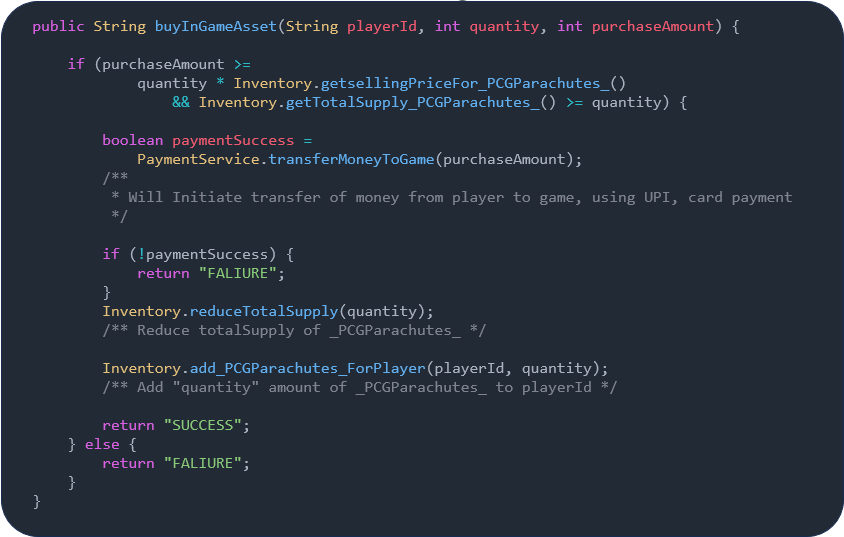 public String buyInGameAsset(String playerId, int quantity, int purchaseAmount) {
if (purchaseAmount >=
quantity * Inventory.getsellingPriceFor_PCGParachutes_()
&& Inventory.getTotalSupply_PCGParachutes_() >= quantity) {
boolean paymentSuccess =
PaymentService.transferMoneyToGame(purchaseAmount);
/**
* Will Initiate transfer of money from player to game, using UPI, card payment
*/
if (!paymentSuccess) {
return "FALIURE";
}
Inventory.reduceTotalSupply(quantity);
/** Reduce totalSupply of _PCGParachutes_ */
Inventory.add_PCGParachutes_ForPlayer(playerId, quantity);
/** Add "quantity" amount of _PCGParachutes_ to playerId */
return "SUCCESS";
} else {
return "FALIURE";
}
}